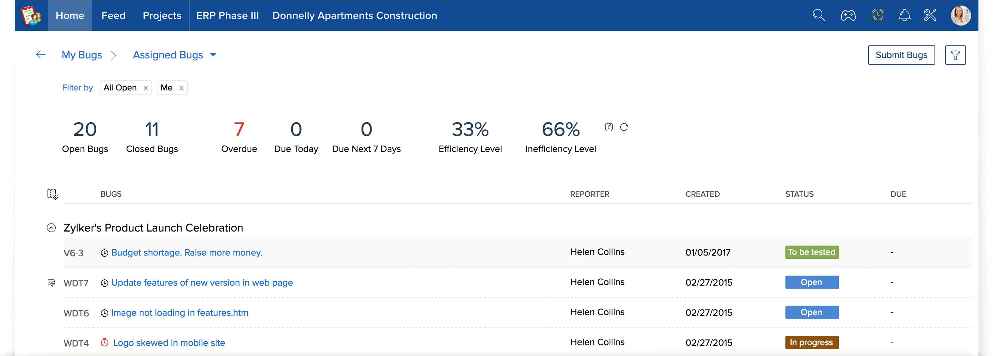 Home Feed Projects ERP Phase III Donnelly Apartments Construction
My Bugs Assigned Bugs Submit Bugs
Filter by All Open x Me x
20 11 7 0 0 33% 66% (?)
Open Bugs Closed Bugs Overdue Due Today Due Next 7 Days Efficiency Level Inefficiency Level
BUGS REPORTER CREATED STATUS DUE
Zylker's Product Launch Celebration
V6-3 Budget shortage. Raise more money. Helen Collins 01/05/2017 To be tested -
WDT7 Update features of new version in web page Helen Collins 02/27/2015 Open -
WDT6 Image not loading in features.htm Helen Collins 02/27/2015 Open -
WDT4 Logo skewed in mobile site Helen Collins 02/27/2015 In progress -